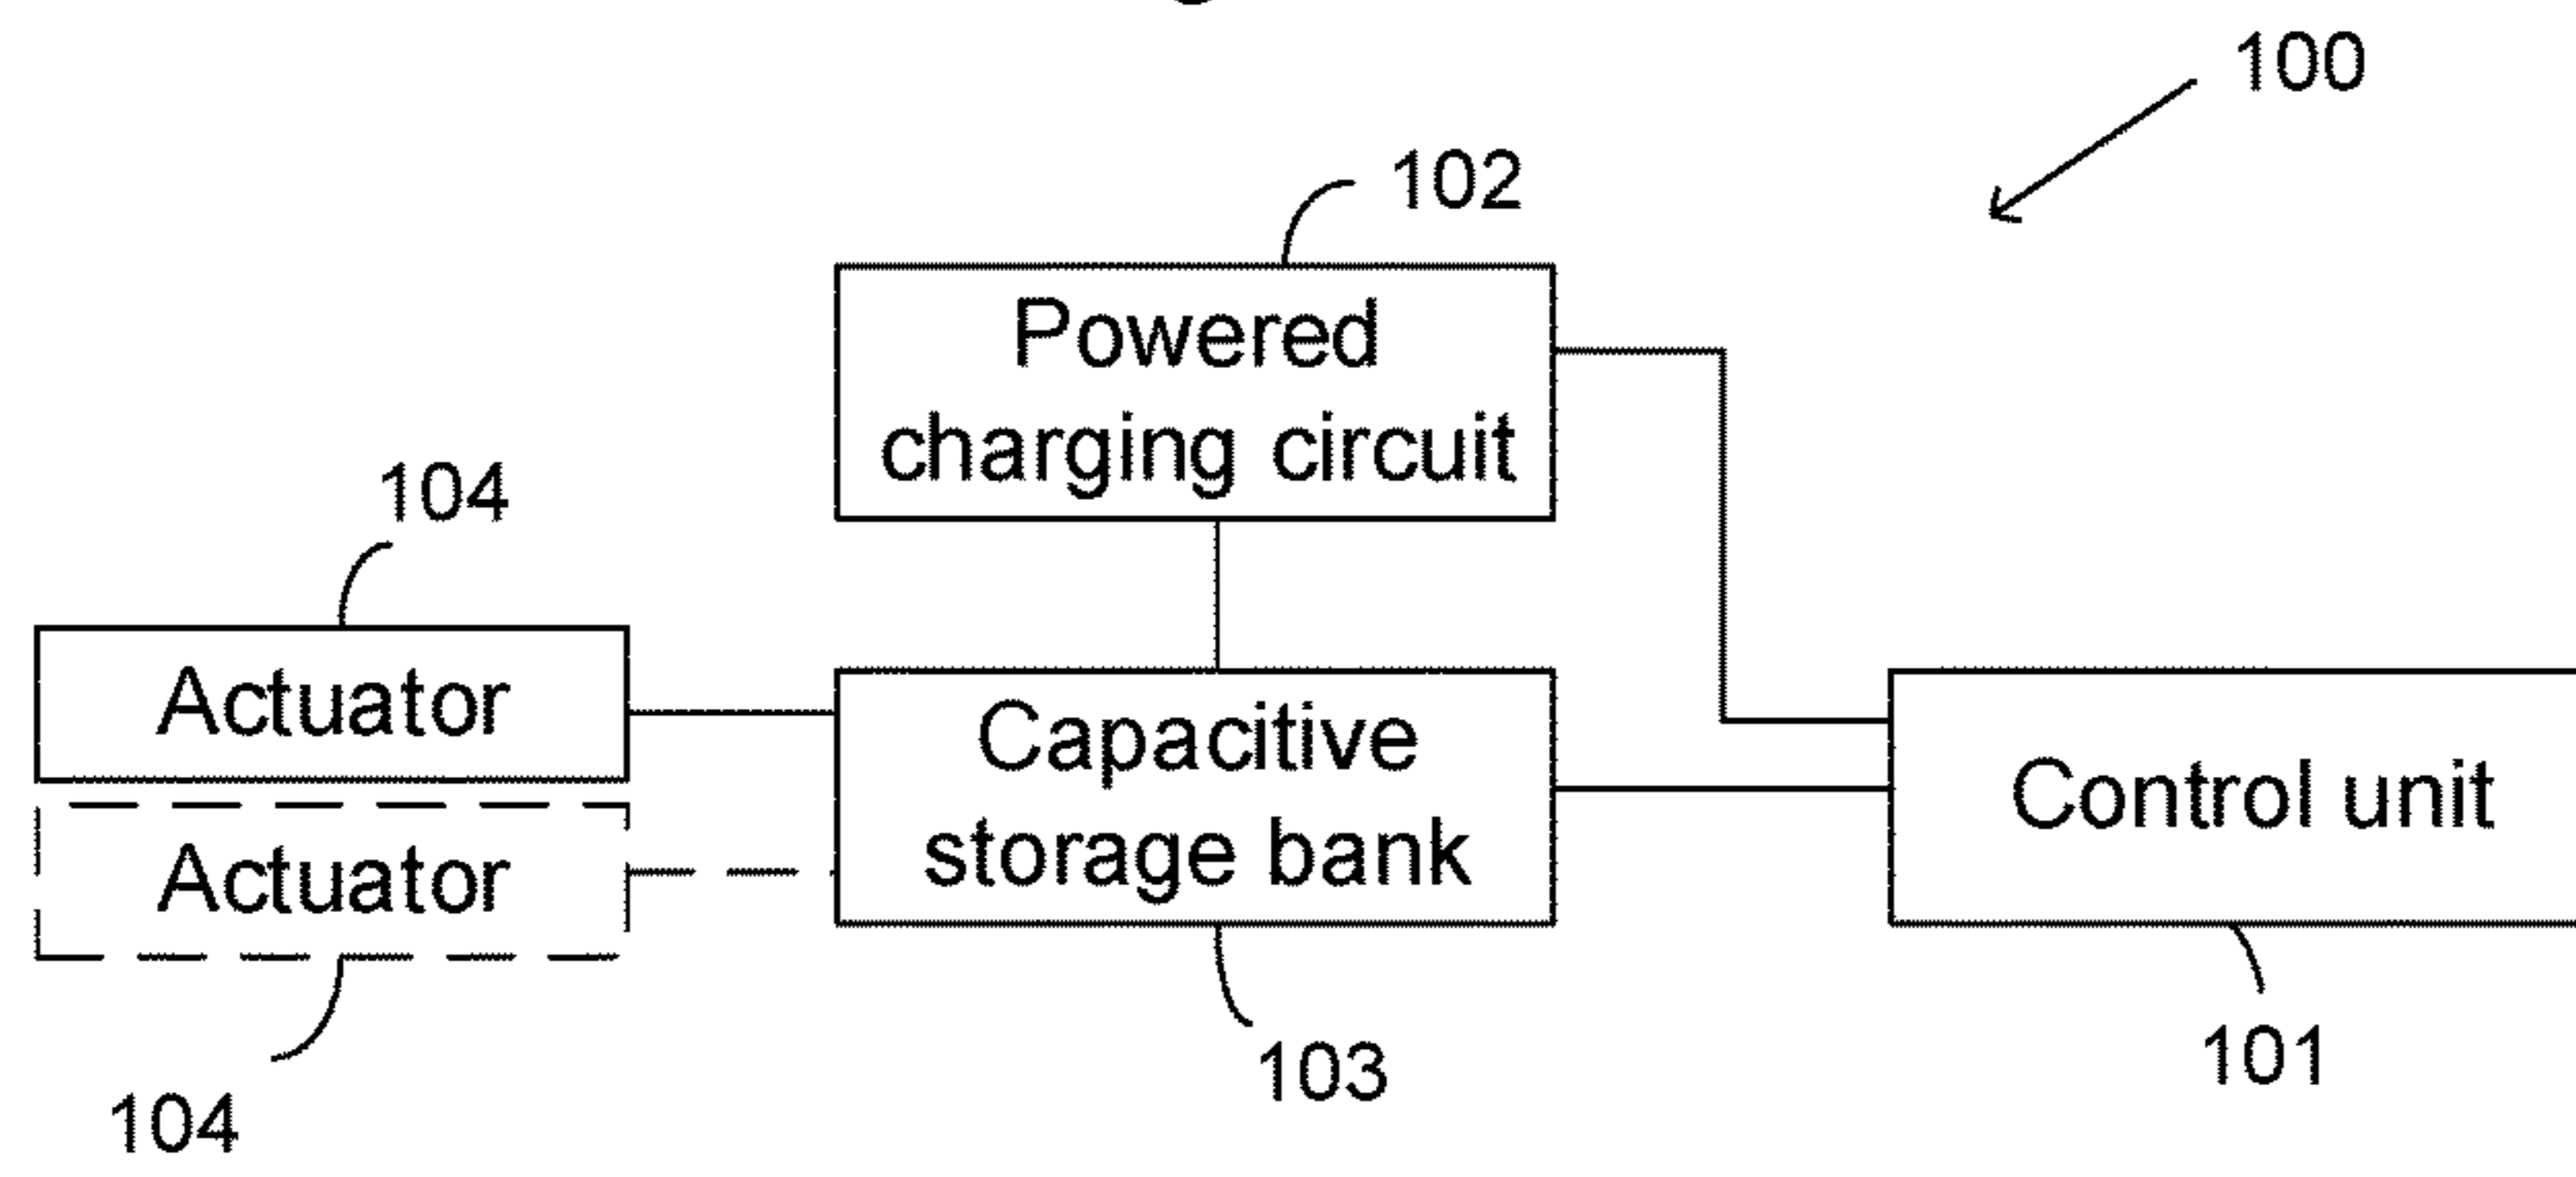 100
102
Powered
charging circuit
104
Actuator
Capacitive
storage bank
Control unit
Actuator
103
101
104